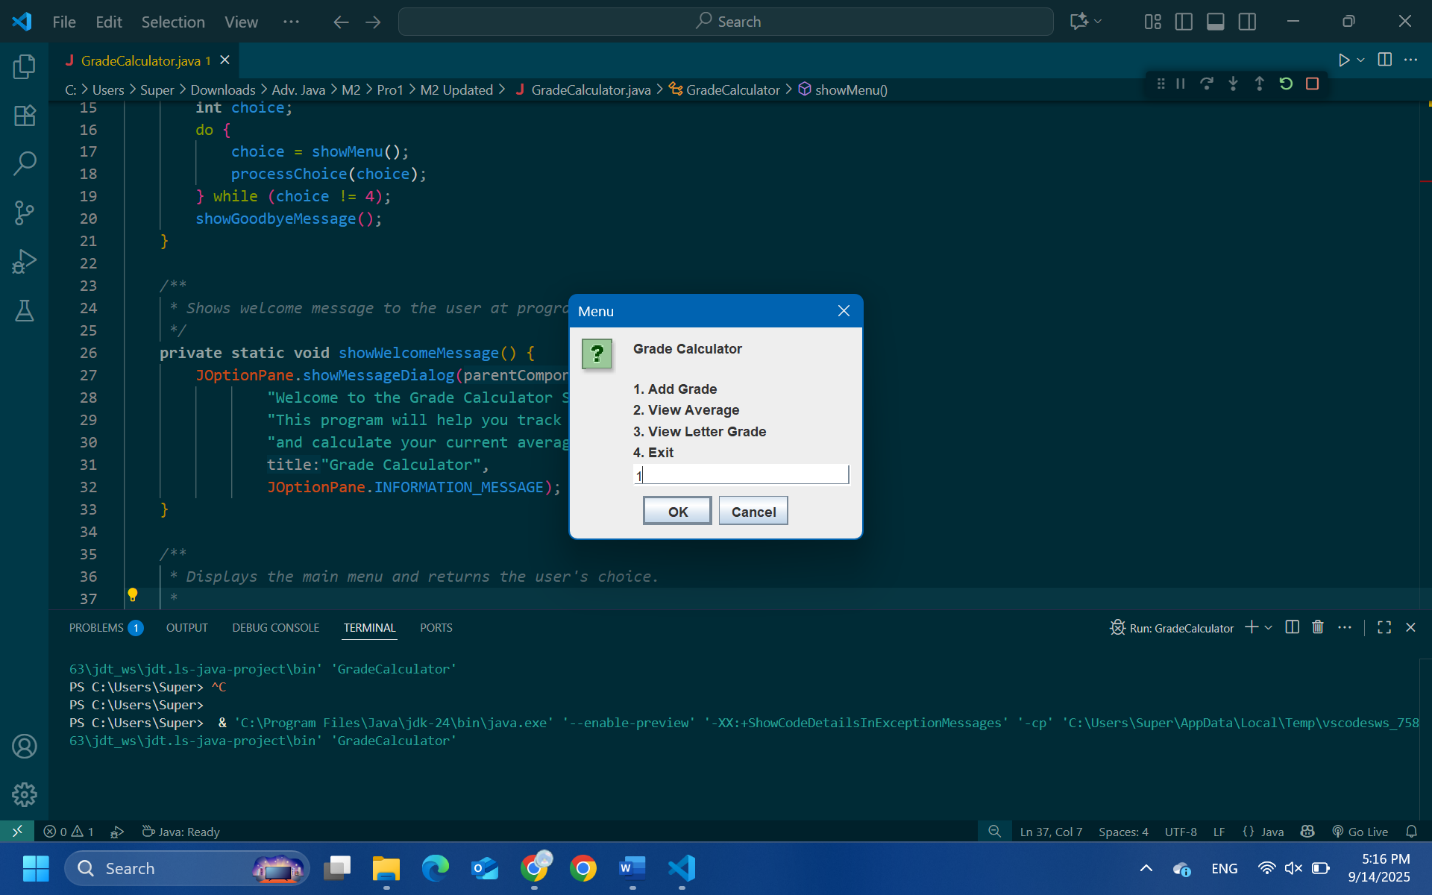 File Edit Selection View ··· Search
J GradeCalculator.java 1
C: > Users > Super > Downloads > Adv. Java > M2 > Pro1 > M2 Updated > J GradeCalculator.java > GradeCalculator > showMenu()
15 int choice;
16 do {
17 choice = showMenu();
18 processChoice(choice);
19 } while (choice != 4);
20 showGoodbyeMessage();
21 }
22
23 /**
24 * Shows welcome message to the user at progra
25 */
26 private static void showWelcomeMessage() {
27 JOptionPane.showMessageDialog(parentCompon
28 "Welcome to the Grade Calculator S
29 "This program will help you track
30 "and calculate your current averag
31 title:"Grade Calculator",
32 JOptionPane.INFORMATION_MESSAGE);
33 }
34
35 /**
36 * Displays the main menu and returns the user's choice.
37 *
Menu
Grade Calculator
1. Add Grade
2. View Average
3. View Letter Grade
4. Exit
1
OK Cancel
PROBLEMS 1 OUTPUT DEBUG CONSOLE TERMINAL PORTS Run: GradeCalculator
63\jdt_ws\jdt.ls-java-project\bin' 'GradeCalculator'
PS C:\Users\Super> ^C
PS C:\Users\Super>
PS C:\Users\Super> & 'C:\Program Files\Java\jdk-24\bin\java.exe' '--enable-preview' '-XX:+ShowCodeDetailsInExceptionMessages' '-cp' 'C:\Users\Super\AppData\Local\Temp\vscodesws_758
63\jdt_ws\jdt.ls-java-project\bin' 'GradeCalculator'
0 1 Java: Ready Ln 37, Col 7 Spaces: 4 UTF-8 LF {} Java Go Live
Search ENG 5:16 PM
9/14/2025